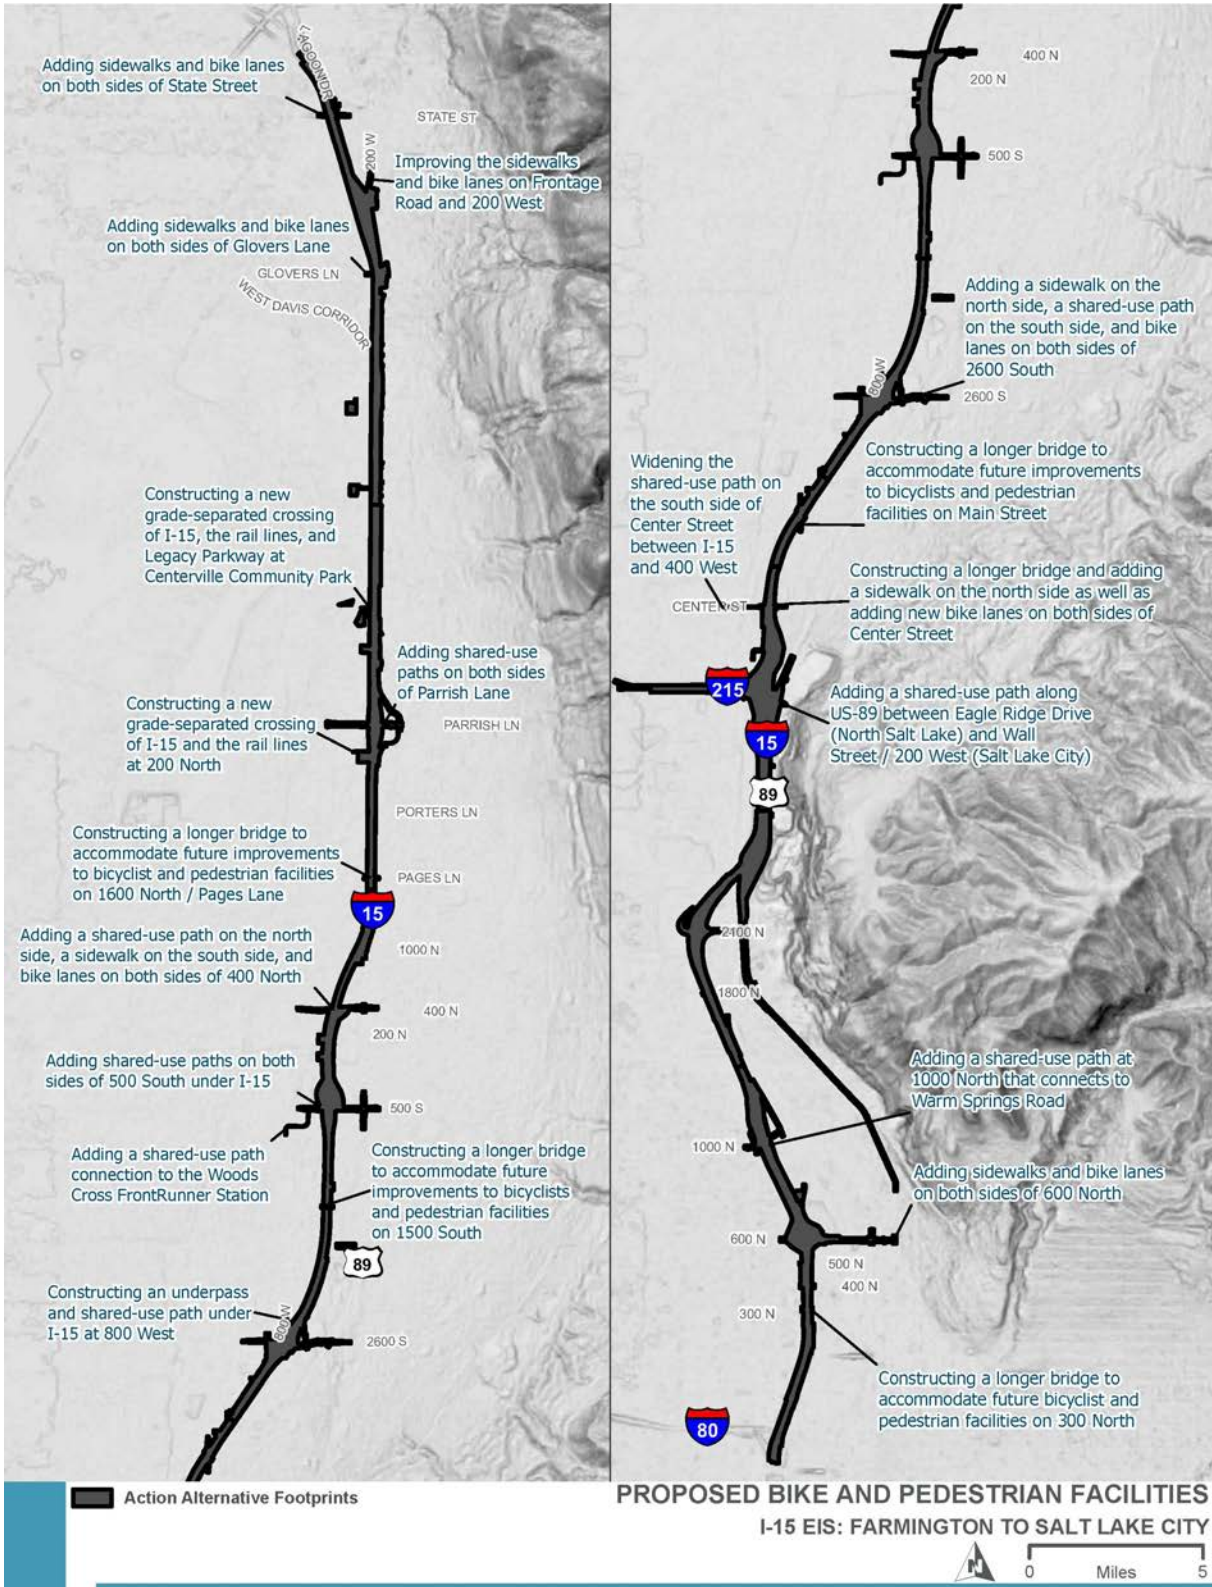 LAGOON DR
Adding sidewalks and bike lanes
on both sides of State Street
STATE ST
200 W
Improving the sidewalks
and bike lanes on Frontage
Road and 200 West
Adding sidewalks and bike lanes
on both sides of Glovers Lane
GLOVERS LN
WEST DAVIS CORRIDOR
Constructing a new
grade-separated crossing
of I-15, the rail lines, and
Legacy Parkway at
Centerville Community Park
Adding shared-use
paths on both sides
of Parrish Lane
Constructing a new
grade-separated crossing
of I-15 and the rail lines
at 200 North
PARRISH LN
PORTERS LN
Constructing a longer bridge to
accommodate future improvements
to bicyclist and pedestrian facilities
on 1600 North / Pages Lane
PAGES LN
15
Adding a shared-use path on the north
side, a sidewalk on the south side, and
bike lanes on both sides of 400 North
1000 N
400 N
200 N
Adding shared-use paths on both
sides of 500 South under I-15
500 S
Adding a shared-use path
connection to the Woods
Cross FrontRunner Station
Constructing a longer bridge
to accommodate future
improvements to bicyclists
and pedestrian facilities
on 1500 South
89
Constructing an underpass
and shared-use path under
I-15 at 800 West
800 W
2600 S
400 N
200 N
500 S
Adding a sidewalk on the
north side, a shared-use path
on the south side, and bike
lanes on both sides of
2600 South
800 W
2600 S
Constructing a longer bridge to
accommodate future improvements
to bicyclists and pedestrian
facilities on Main Street
Widening the
shared-use path on
the south side of
Center Street
between I-15
and 400 West
CENTER ST
Constructing a longer bridge and adding
a sidewalk on the north side as well as
adding new bike lanes on both sides of
Center Street
215
15
Adding a shared-use path along
US-89 between Eagle Ridge Drive
(North Salt Lake) and Wall
Street / 200 West (Salt Lake City)
89
2100 N
1800 N
Adding a shared-use path at
1000 North that connects to
Warm Springs Road
1000 N
Adding sidewalks and bike lanes
on both sides of 600 North
600 N
500 N
400 N
300 N
Constructing a longer bridge to
accommodate future bicyclist and
pedestrian facilities on 300 North
80
Action Alternative Footprints
PROPOSED BIKE AND PEDESTRIAN FACILITIES
I-15 EIS: FARMINGTON TO SALT LAKE CITY
N
0 Miles 5